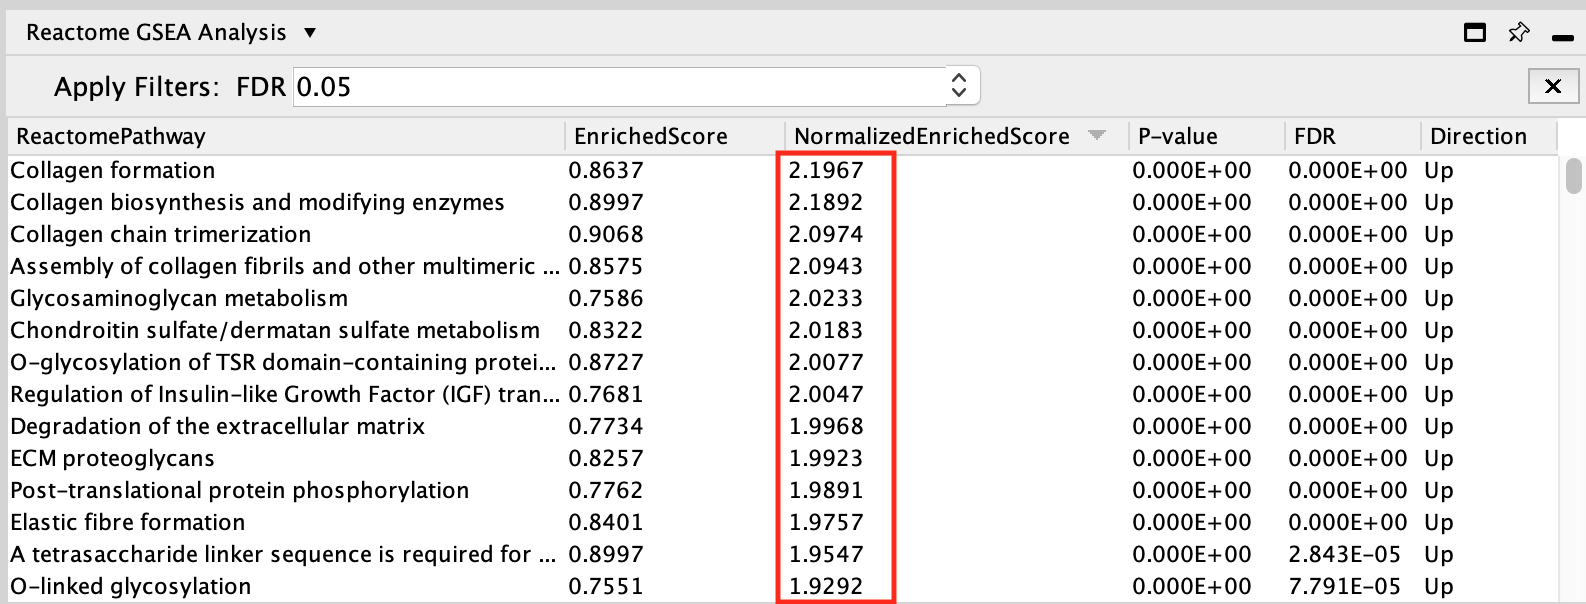 Reactome GSEA Analysis ▼
Apply Filters: FDR 0.05
ReactomePathway EnrichedScore NormalizedEnrichedScore P-value FDR Direction
Collagen formation 0.8637 2.1967 0.000E+00 0.000E+00 Up
Collagen biosynthesis and modifying enzymes 0.8997 2.1892 0.000E+00 0.000E+00 Up
Collagen chain trimerization 0.9068 2.0974 0.000E+00 0.000E+00 Up
Assembly of collagen fibrils and other multimeric ... 0.8575 2.0943 0.000E+00 0.000E+00 Up
Glycosaminoglycan metabolism 0.7586 2.0233 0.000E+00 0.000E+00 Up
Chondroitin sulfate/dermatan sulfate metabolism 0.8322 2.0183 0.000E+00 0.000E+00 Up
O-glycosylation of TSR domain-containing protei... 0.8727 2.0077 0.000E+00 0.000E+00 Up
Regulation of Insulin-like Growth Factor (IGF) tran... 0.7681 2.0047 0.000E+00 0.000E+00 Up
Degradation of the extracellular matrix 0.7734 1.9968 0.000E+00 0.000E+00 Up
ECM proteoglycans 0.8257 1.9923 0.000E+00 0.000E+00 Up
Post-translational protein phosphorylation 0.7762 1.9891 0.000E+00 0.000E+00 Up
Elastic fibre formation 0.8401 1.9757 0.000E+00 0.000E+00 Up
A tetrasaccharide linker sequence is required for ... 0.8997 1.9547 0.000E+00 2.843E-05 Up
O-linked glycosylation 0.7551 1.9292 0.000E+00 7.791E-05 Up